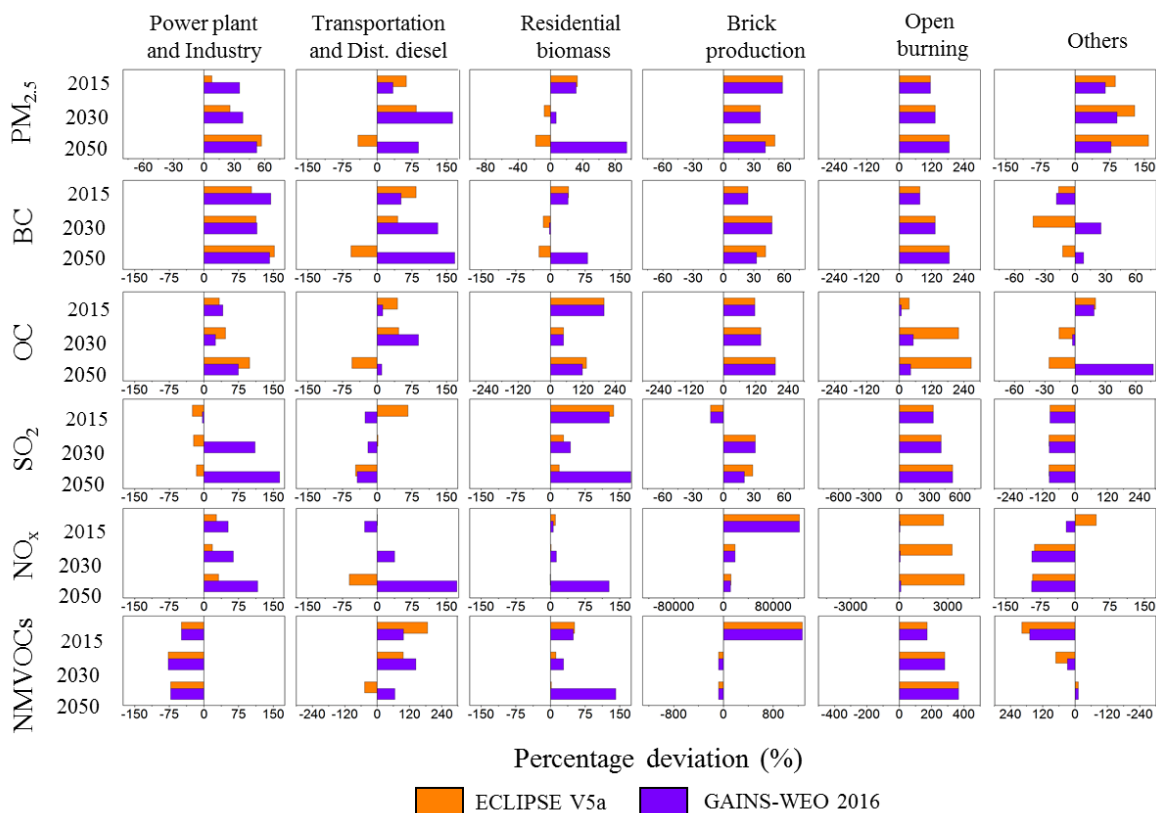 Power plant and Industry
Transportation and Dist. diesel
Residential biomass
Brick production
Open burning
Others
PM2.5
2015
2030
2050
-60 -30 0 30 60
-150 -75 0 75 150
-80 -40 0 40 80
-60 -30 0 30 60
-240 -120 0 120 240
-150 -75 0 75 150
BC
2015
2030
2050
-150 -75 0 75 150
-150 -75 0 75 150
-150 -75 0 75 150
-60 -30 0 30 60
-240 -120 0 120 240
-60 -30 0 30 60
OC
2015
2030
2050
-150 -75 0 75 150
-150 -75 0 75 150
-240 -120 0 120 240
-240 -120 0 120 240
-240 -120 0 120 240
-60 -30 0 30 60
SO2
2015
2030
2050
-150 -75 0 75 150
-150 -75 0 75 150
-150 -75 0 75 150
-60 -30 0 30 60
-600 -300 0 300 600
-240 -120 0 120 240
NOx
2015
2030
2050
-150 -75 0 75 150
-150 -75 0 75 150
-150 -75 0 75 150
-80000 0 80000
-3000 0 3000
-150 -75 0 75 150
NMVOCs
2015
2030
2050
-150 -75 0 75 150
-240 -120 0 120 240
-150 -75 0 75 150
-800 0 800
-400 -200 0 200 400
240 120 0 -120 -240
Percentage deviation (%)
ECLIPSE V5a
GAINS-WEO 2016